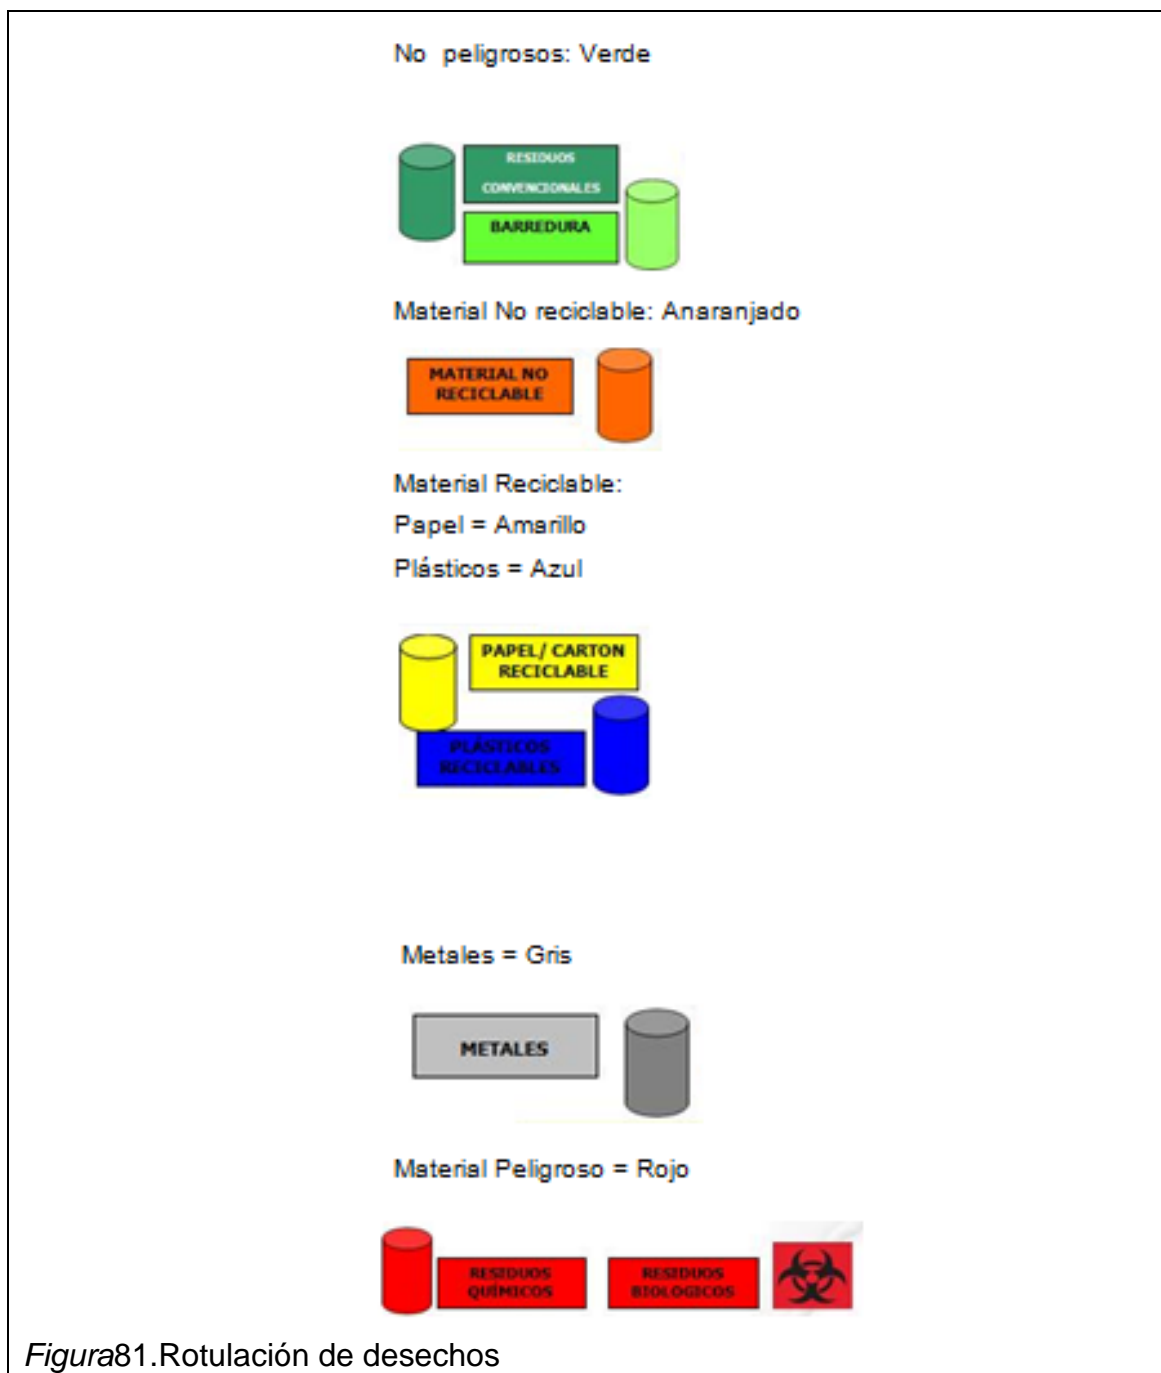 No peligrosos: Verde
RESIDUOS
CONVENCIONALES
BARREDURA
Material No reciclable: Anaranjado
MATERIAL NO
RECICLABLE
Material Reciclable:
Papel = Amarillo
Plásticos = Azul
PAPEL/ CARTON
RECICLABLE
PLÁSTICOS
RECICLABLES
Metales = Gris
METALES
Material Peligroso = Rojo
RESIDUOS
QUÍMICOS
RESIDUOS
BIOLOGICOS
Figura81.Rotulación de desechos